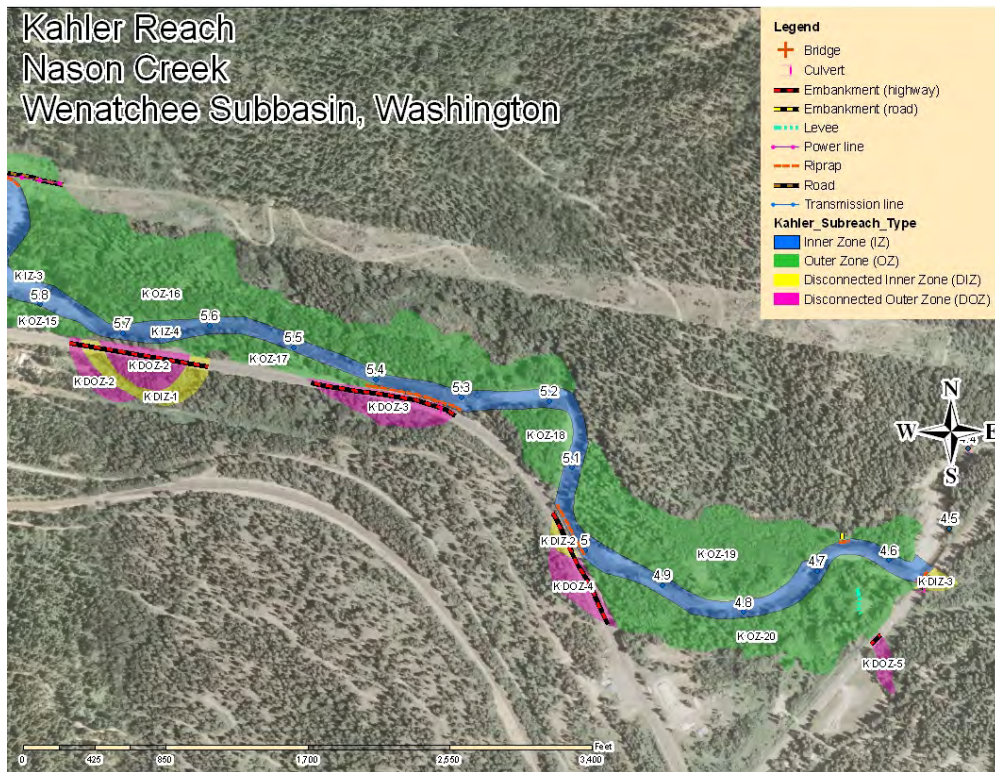 Kahler Reach
Nason Creek
Wenatchee Subbasin, Washington
Legend
Bridge
Culvert
Embankment (highway)
Embankment (road)
Levee
Power line
Riprap
Road
Transmission line
Kahler_Subreach_Type
Inner Zone (IZ)
Outer Zone (OZ)
Disconnected Inner Zone (DIZ)
Disconnected Outer Zone (DOZ)
K IZ-3
5.8
K OZ-15
K OZ-16
5.7
K IZ-4
5.6
5.5
K OZ-17
5.4
5.3
5.2
K DOZ-2
K DOZ-2
K DIZ-1
K DOZ-3
K OZ-18
5.1
N
W
E
S
4.4
4.5
K DIZ-2
5
K DOZ-4
4.9
K OZ-19
4.8
4.7
4.6
K DIZ-3
K OZ-20
K DOZ-5
Feet
0
425
850
1,700
2,550
3,400